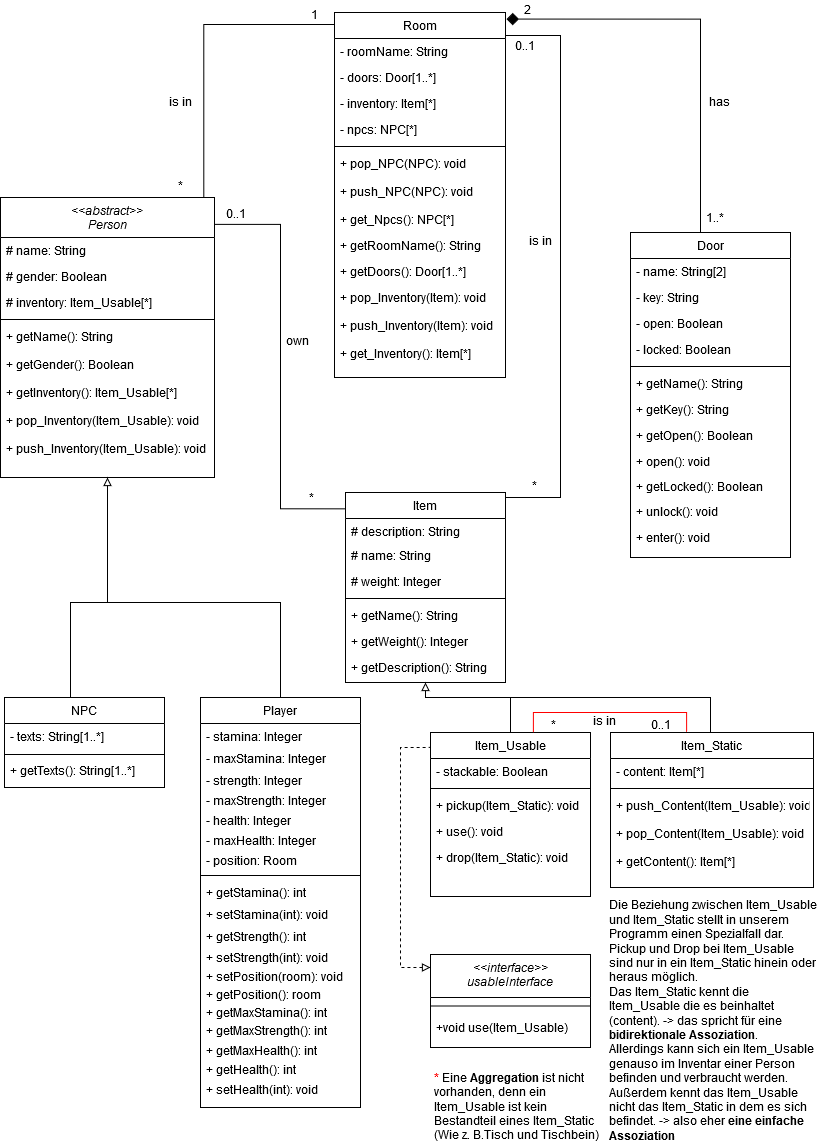 1
Room
2
- roomName: String
- doors: Door[1..*]
- inventory: Item[*]
- npcs: NPC[*]
+ pop_NPC(NPC): void
+ push_NPC(NPC): void
+ get_Npcs(): NPC[*]
+ getRoomName(): String
+ getDoors(): Door[1..*]
+ pop_Inventory(Item): void
+ push_Inventory(Item): void
+ get_Inventory(): Item[*]
0..1
is in
*
is in
*
has
1..*
<<abstract>>
Person
# name: String
# gender: Boolean
# inventory: Item_Usable[*]
+ getName(): String
+ getGender(): Boolean
+ getInventory(): Item_Usable[*]
+ pop_Inventory(Item_Usable): void
+ push_Inventory(Item_Usable): void
0..1
own
*
Door
- name: String[2]
- key: String
- open: Boolean
- locked: Boolean
+ getName(): String
+ getKey(): String
+ getOpen(): Boolean
+ open(): void
+ getLocked(): Boolean
+ unlock(): void
+ enter(): void
Item
# description: String
# name: String
# weight: Integer
+ getName(): String
+ getWeight(): Integer
+ getDescription(): String
NPC
- texts: String[1..*]
+ getTexts(): String[1..*]
Player
- stamina: Integer
- maxStamina: Integer
- strength: Integer
- maxStrength: Integer
- health: Integer
- maxHealth: Integer
- position: Room
+ getStamina(): int
+ setStamina(int): void
+ getStrength(): int
+ setStrength(int): void
+ setPosition(room): void
+ getPosition(): room
+ getMaxStamina(): int
+ getMaxStrength(): int
+ getMaxHealth(): int
+ getHealth(): int
+ setHealth(int): void
* is in 0..1
Item_Usable
- stackable: Boolean
+ pickup(Item_Static): void
+ use(): void
+ drop(Item_Static): void
Item_Static
- content: Item[*]
+ push_Content(Item_Usable): void
+ pop_Content(Item_Usable): void
+ getContent(): Item[*]
<<interface>>
usableInterface
+void use(Item_Usable)
* Eine Aggregation ist nicht
vorhanden, denn ein
Item_Usable ist kein
Bestandteil eines Item_Static
(Wie z. B.Tisch und Tischbein)
Die Beziehung zwischen Item_Usable
und Item_Static stellt in unserem
Programm einen Spezialfall dar.
Pickup und Drop bei Item_Usable
sind nur in ein Item_Static hinein oder
heraus möglich.
Das Item_Static kennt die
Item_Usable die es beinhaltet
(content). -> das spricht für eine
bidirektionale Assoziation.
Allerdings kann sich ein Item_Usable
genauso im Inventar einer Person
befinden und verbraucht werden.
Außerdem kennt das Item_Usable
nicht das Item_Static in dem es sich
befindet. -> also eher eine einfache
Assoziation